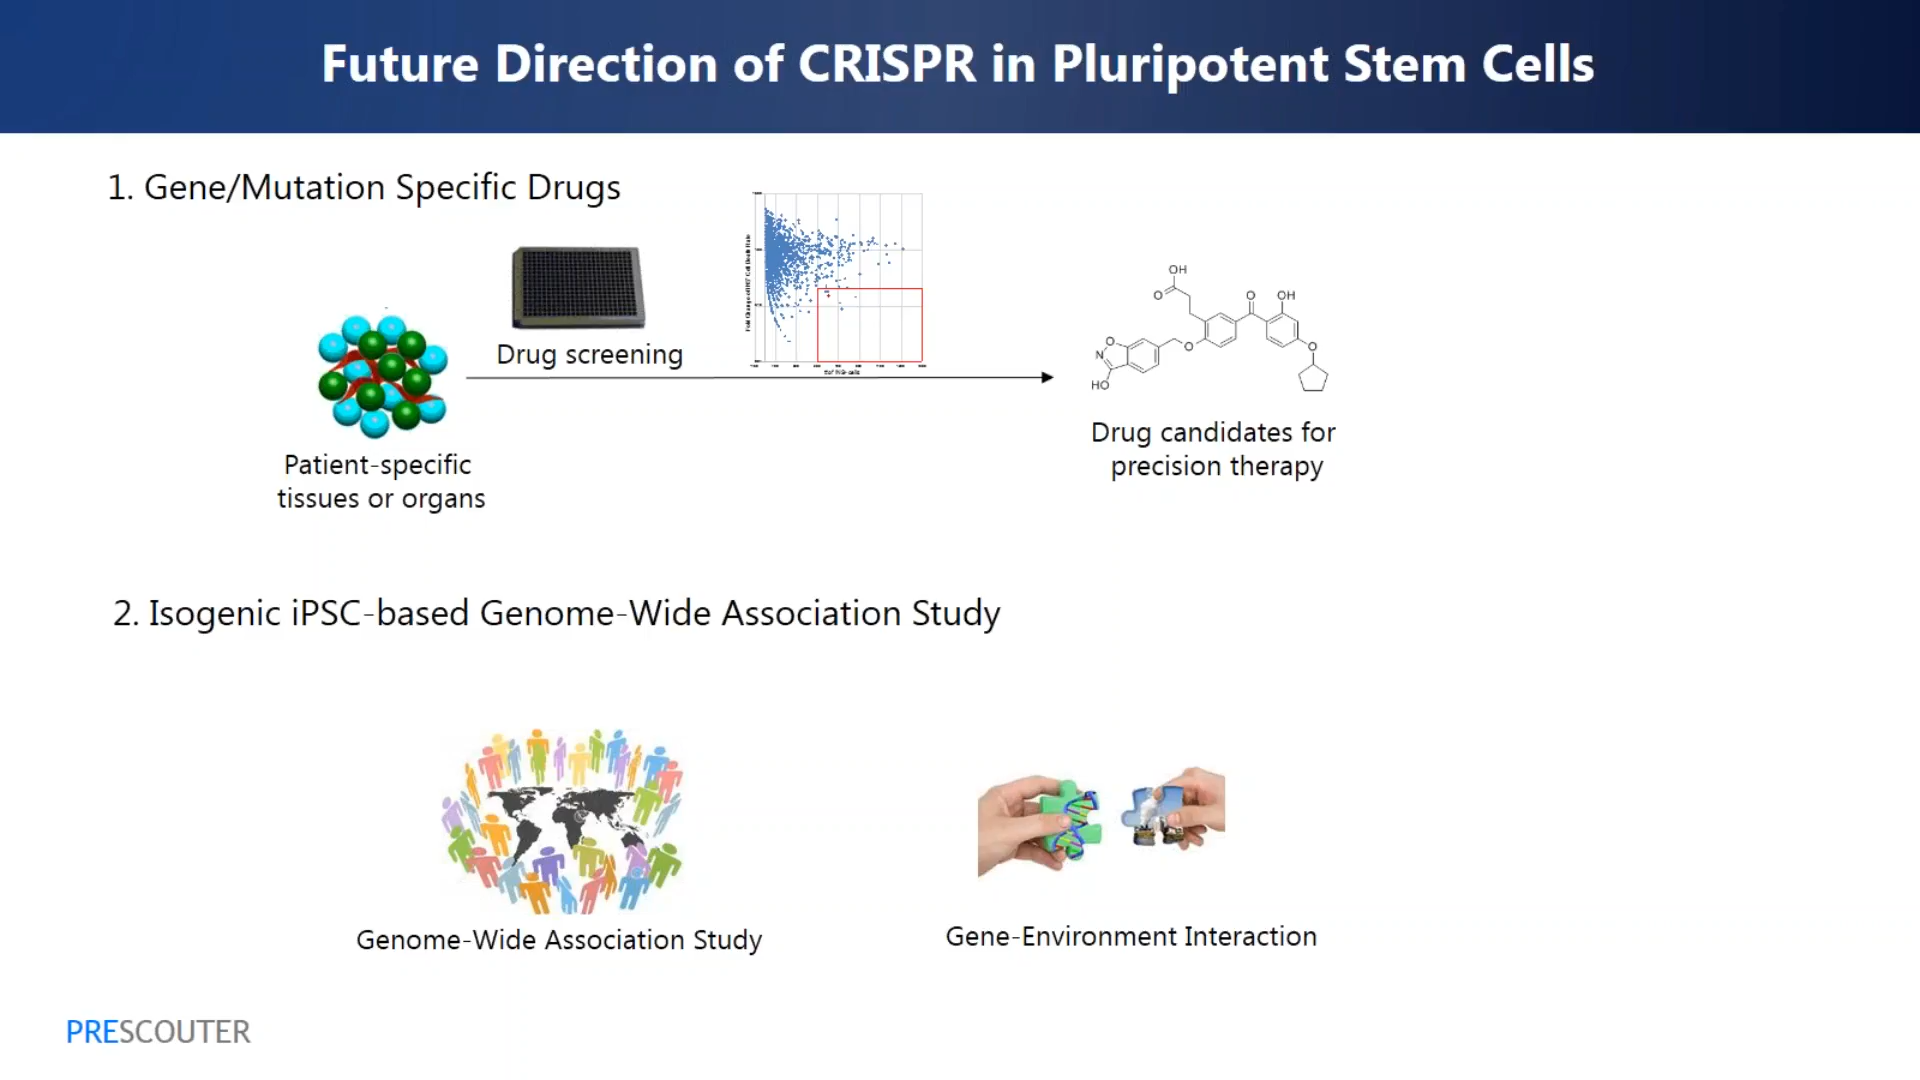 Future Direction of CRISPR in Pluripotent Stem Cells
1. Gene/Mutation Specific Drugs
Drug screening
OH
O
O
OH
O
N
O
O
HO
Patient-specific
tissues or organs
Drug candidates for
precision therapy
2. Isogenic iPSC-based Genome-Wide Association Study
Genome-Wide Association Study
Gene-Environment Interaction
PRESCOUTER